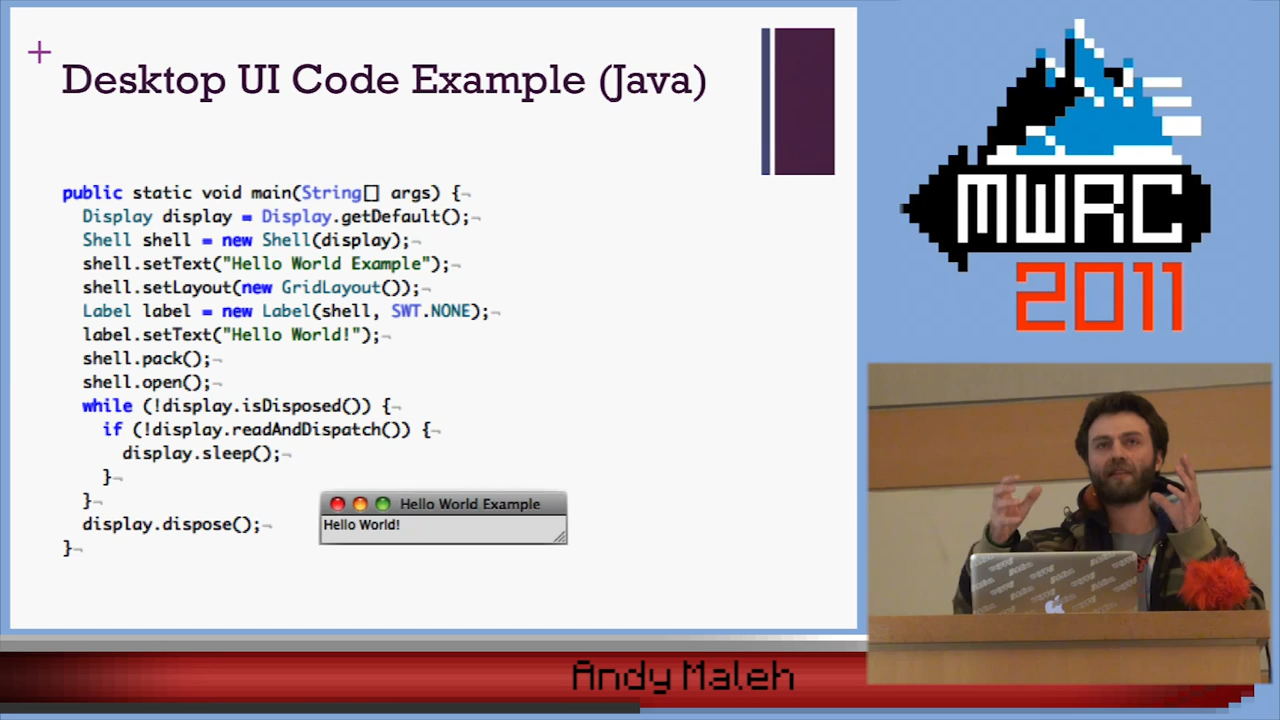 +
Desktop UI Code Example (Java)
public static void main(String[] args) {¬
Display display = Display.getDefault();¬
Shell shell = new Shell(display);¬
shell.setText("Hello World Example");¬
shell.setLayout(new GridLayout());¬
Label label = new Label(shell, SWT.NONE);¬
label.setText("Hello World!");¬
shell.pack();¬
shell.open();¬
while (!display.isDisposed()) {¬
if (!display.readAndDispatch()) {¬
display.sleep();¬
}¬
}¬
display.dispose();¬
}¬
Hello World Example
Hello World!
MWRC
2011
Andy Maleh